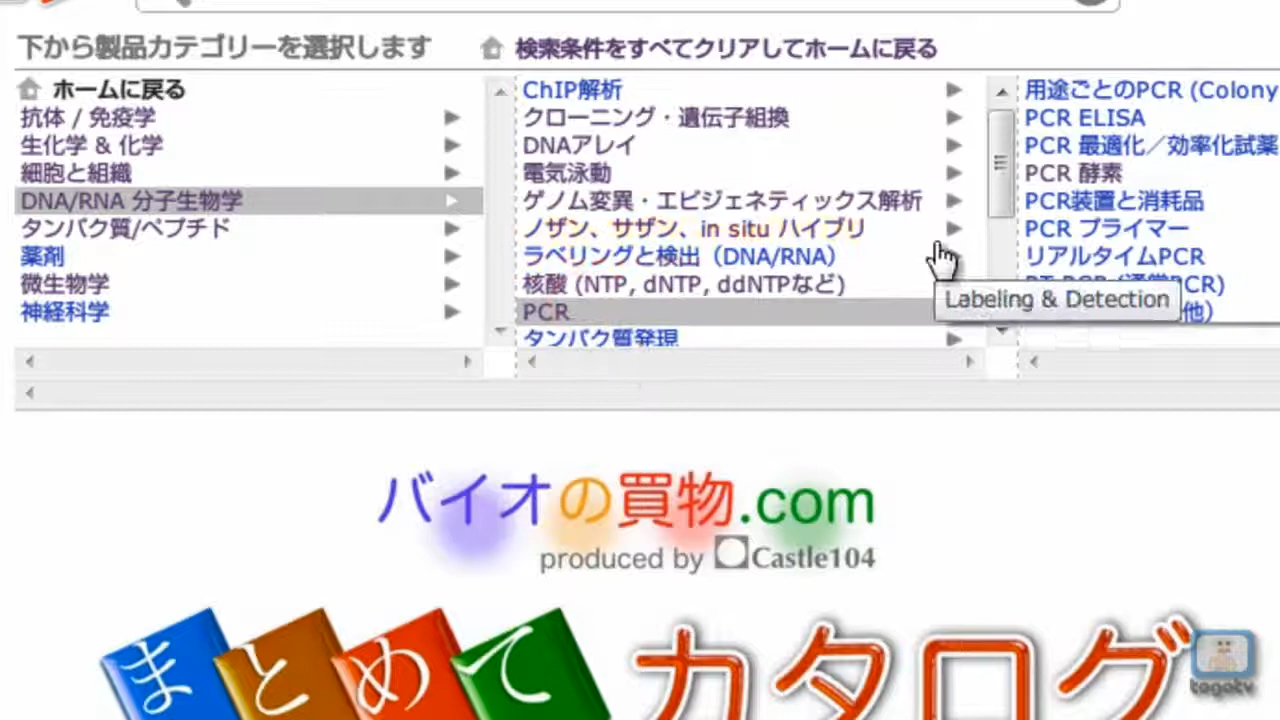 下から製品カテゴリーを選択します
検索条件をすべてクリアしてホームに戻る
ホームに戻る
抗体 / 免疫学
生化学 & 化学
細胞と組織
DNA/RNA 分子生物学
タンパク質/ペプチド
薬剤
微生物学
神経科学
ChIP解析
クローニング・遺伝子組換
DNAアレイ
電気泳動
ゲノム変異・エピジェネティックス解析
ノザン、サザン、in situ ハイブリ
ラベリングと検出（DNA/RNA）
核酸 (NTP, dNTP, ddNTPなど)
PCR
タンパク質発現
用途ごとのPCR (Colony
PCR ELISA
PCR 最適化／効率化試薬
PCR 酵素
PCR装置と消耗品
PCR プライマー
リアルタイムPCR
PCR)
他)
Labeling & Detection
バイオの買物.com
produced by Castle104
まとめて カタログ
togotv